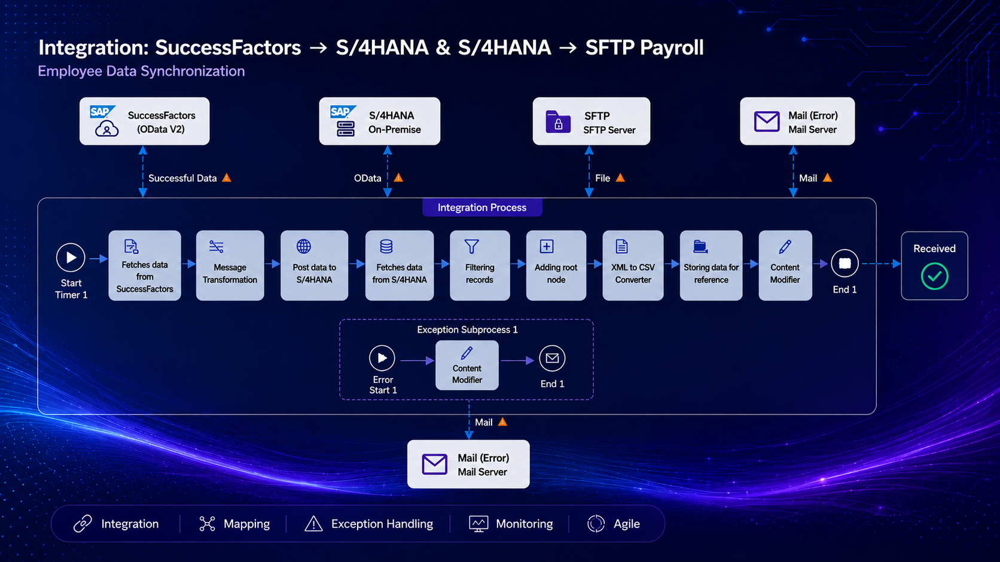 Integration: SuccessFactors → S/4HANA & S/4HANA → SFTP Payroll
Employee Data Synchronization
SAP
SuccessFactors
(OData V2)
SAP
S/4HANA
On-Premise
SFTP
SFTP Server
Mail (Error)
Mail Server
Successful Data
OData
File
Mail
Integration Process
Start
Timer 1
Fetches data
from
SuccessFactors
Message
Transformation
Post data to
S/4HANA
Fetches data
from S/4HANA
Filtering
records
Adding root
node
XML to CSV
Converter
Storing data for
reference
Content
Modifier
End 1
Received
Exception Subprocess 1
Error
Start 1
Content
Modifier
End 1
Mail
Mail (Error)
Mail Server
Integration
Mapping
Exception Handling
Monitoring
Agile